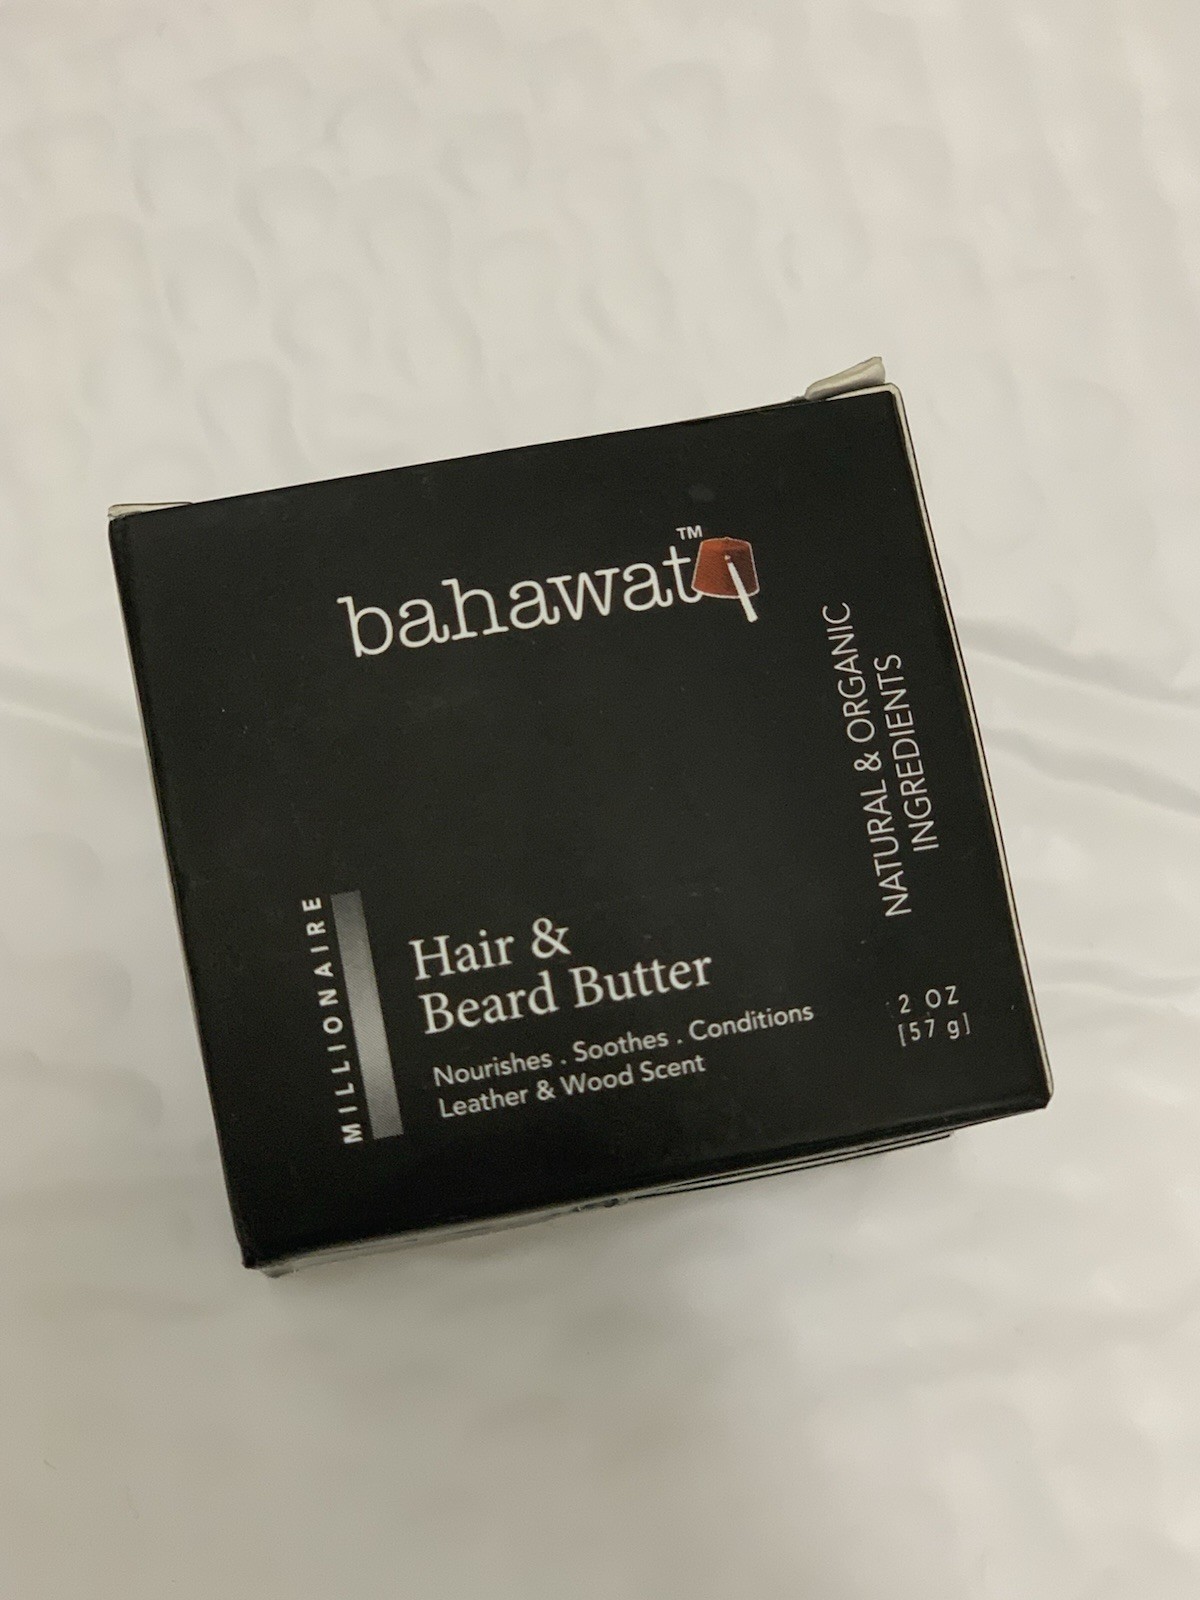 bahawat™
NATURAL & ORGANIC
INGREDIENTS
MILLIONAIRE
Hair &
Beard Butter
Nourishes . Soothes . Conditions
Leather & Wood Scent
2 OZ
[57 g]